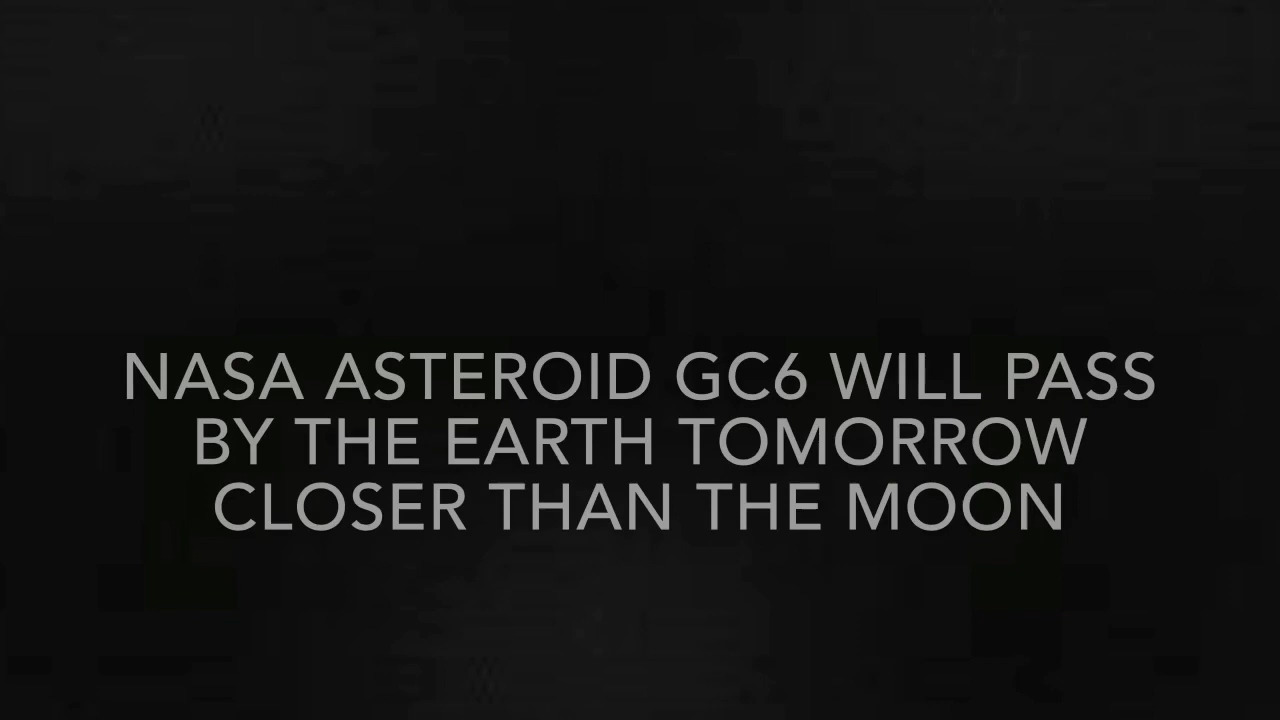 NASA ASTEROID GC6 WILL PASS
BY THE EARTH TOMORROW
CLOSER THAN THE MOON